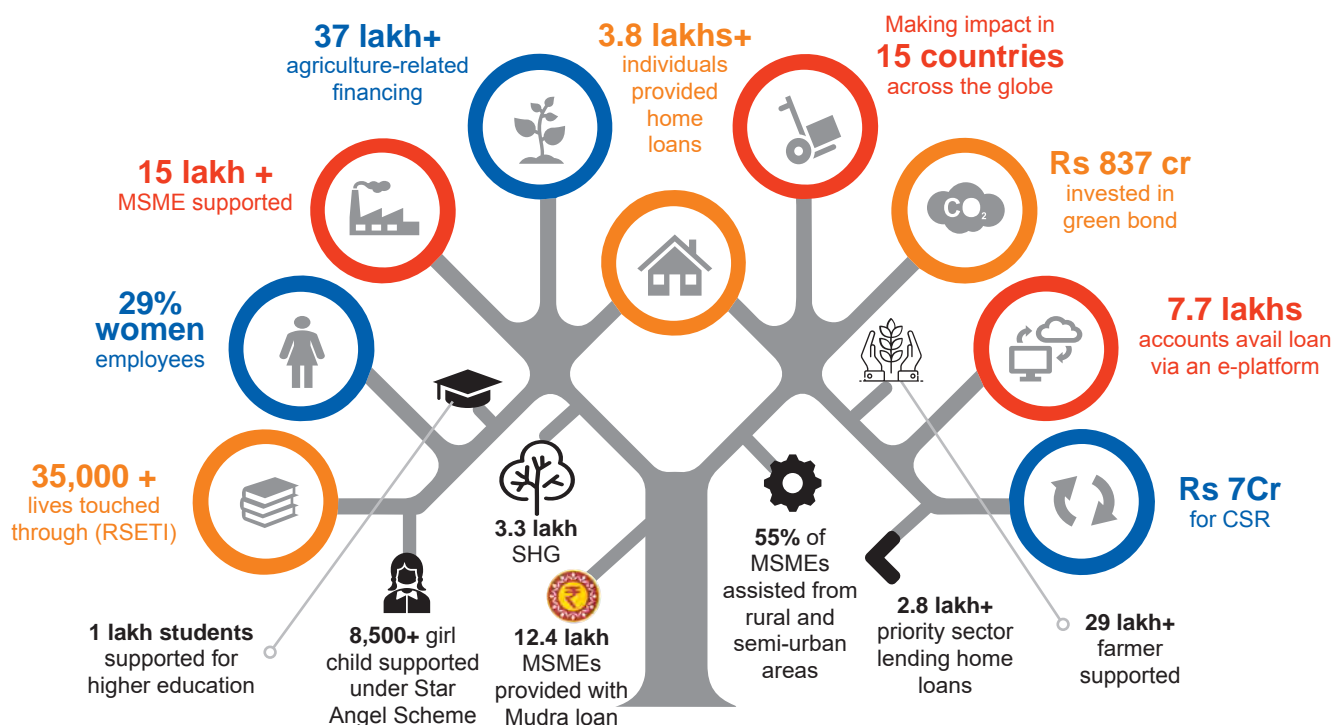 37 lakh+
agriculture-related
financing
3.8 lakhs+
individuals
provided
home
loans
Making impact in
15 countries
across the globe
15 lakh +
MSME supported
Rs 837 cr
invested in
green bond
CO₂
29%
women
employees
7.7 lakhs
accounts avail loan
via an e-platform
35,000 +
lives touched
through (RSETI)
Rs 7Cr
for CSR
3.3 lakh
SHG
55% of
MSMEs
assisted from
rural and
semi-urban
areas
1 lakh students
supported for
higher education
8,500+ girl
child supported
under Star
Angel Scheme
₹
12.4 lakh
MSMEs
provided with
Mudra loan
2.8 lakh+
priority sector
lending home
loans
29 lakh+
farmer
supported